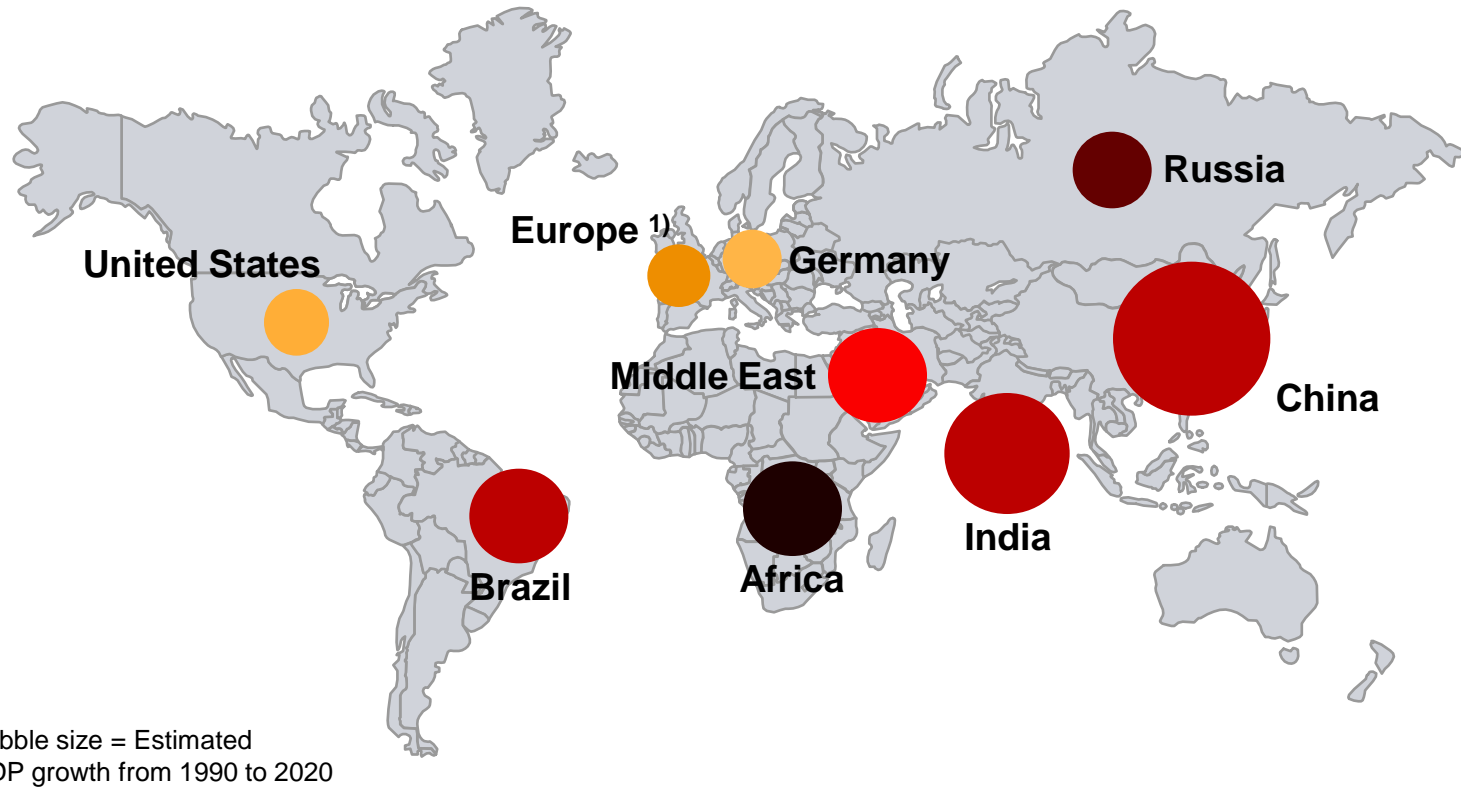 Russia
Europe ¹⁾
United States
Germany
Middle East
China
India
Africa
Brazil
bble size = Estimated
DP growth from 1990 to 2020